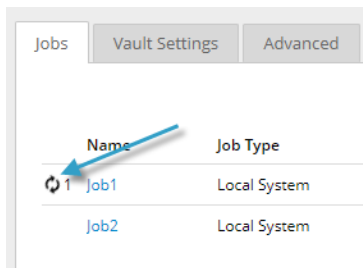 Jobs Vault Settings Advanced
Name Job Type
1 Job1 Local System
Job2 Local System